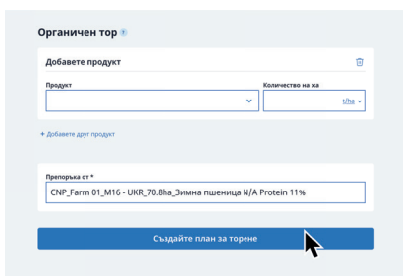 Органичен тор ?
Добавете продукт
Продукт
Количество на ха
t/ha
+ Добавете друг продукт
Препоръка ст *
CNP_Farm 01_M16 - UKR_70.8ha_Зимна пшеница N/A Protein 11%
Създайте план за торене